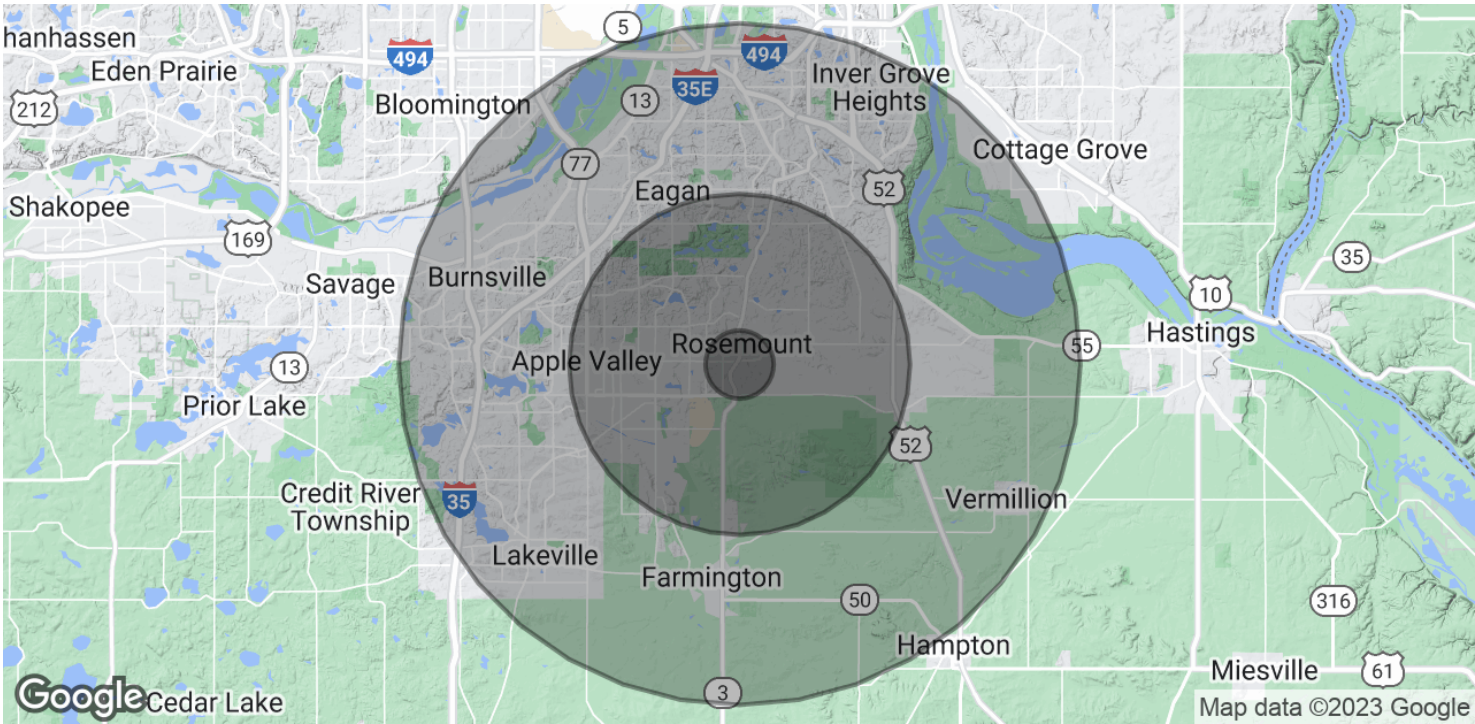 hanhassen
5
494
494
Eden Prairie
35E
Inver Grove
Heights
212
Bloomington
13
77
Cottage Grove
Eagan
52
Shakopee
169
35
Burnsville
Savage
10
Hastings
Rosemount
55
13
Apple Valley
Prior Lake
52
Credit River
Township
35
Vermillion
Lakeville
Farmington
50
316
Hampton
Miesville
61
3
Google
Cedar Lake
Map data ©2023 Google